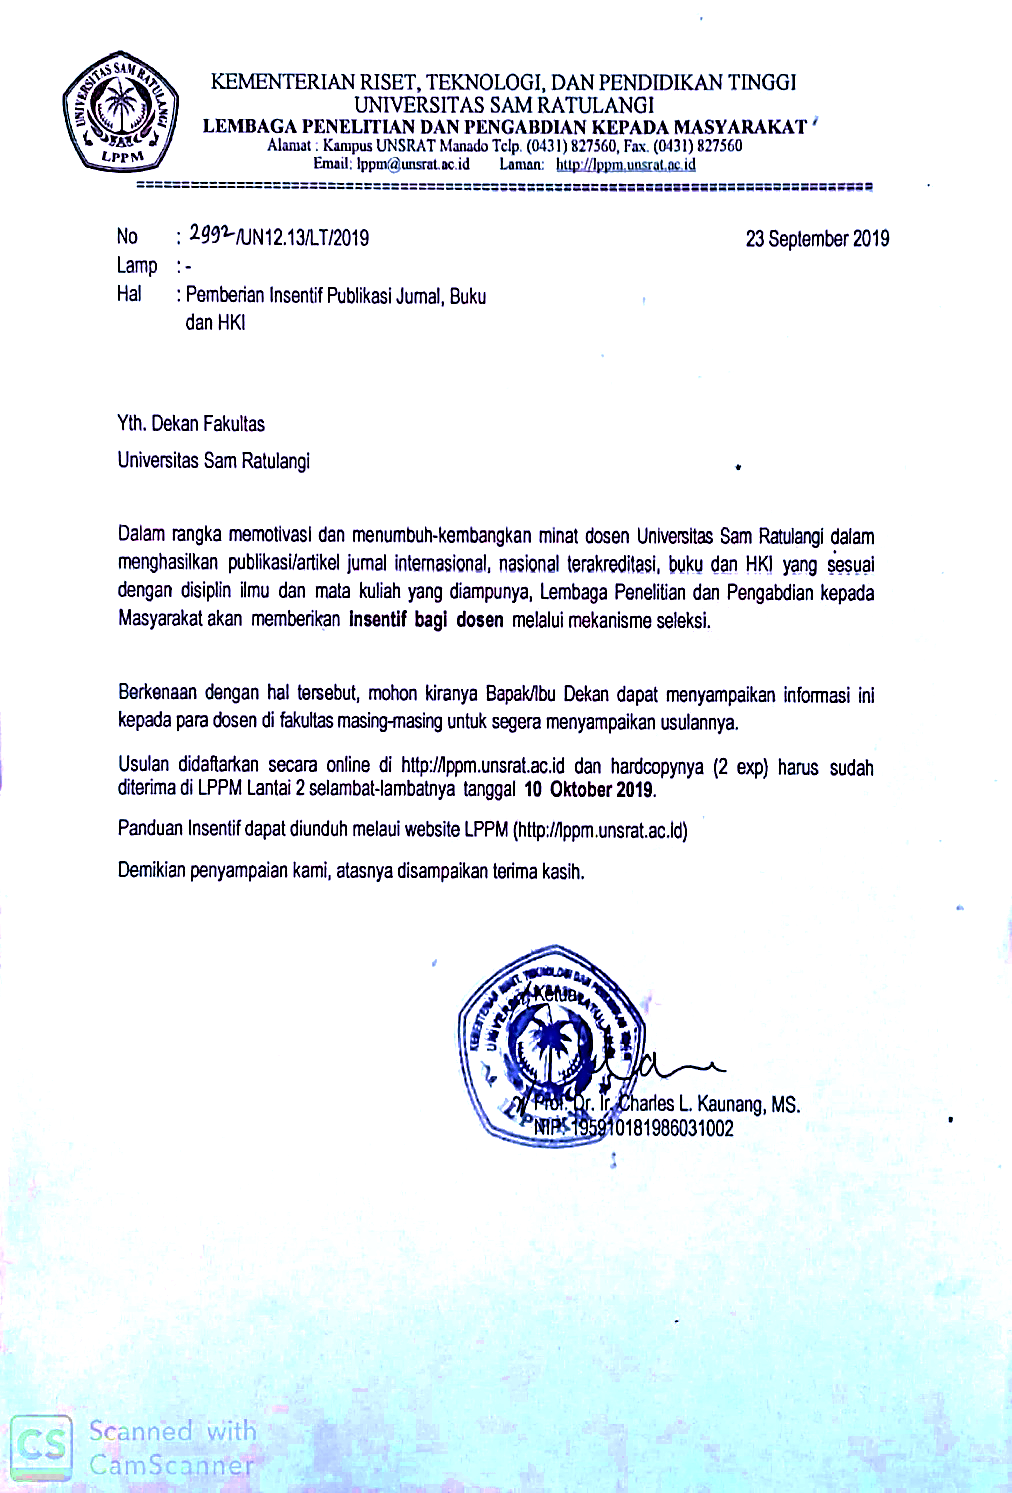 UNIVERSITAS SAM RATULANGI
LPPM
KEMENTERIAN RISET, TEKNOLOGI, DAN PENDIDIKAN TINGGI
UNIVERSITAS SAM RATULANGI
LEMBAGA PENELITIAN DAN PENGABDIAN KEPADA MASYARAKAT
Alamat : Kampus UNSRAT Manado Telp. (0431) 827560, Fax. (0431) 827560
Email: lppm@unsrat.ac.id Laman: http://lppm.unsrat.ac.id
No : 2992/UN12.13/LT/2019 23 September 2019
Lamp : -
Hal : Pemberian Insentif Publikasi Jurnal, Buku
dan HKI
Yth. Dekan Fakultas
Universitas Sam Ratulangi
Dalam rangka memotivasi dan menumbuh-kembangkan minat dosen Universitas Sam Ratulangi dalam
menghasilkan publikasi/artikel jurnal internasional, nasional terakreditasi, buku dan HKI yang sesuai
dengan disiplin ilmu dan mata kuliah yang diampunya, Lembaga Penelitian dan Pengabdian kepada
Masyarakat akan memberikan insentif bagi dosen melalui mekanisme seleksi.
Berkenaan dengan hal tersebut, mohon kiranya Bapak/Ibu Dekan dapat menyampaikan informasi ini
kepada para dosen di fakultas masing-masing untuk segera menyampaikan usulannya.
Usulan didaftarkan secara online di http://lppm.unsrat.ac.id dan hardcopynya (2 exp) harus sudah
diterima di LPPM Lantai 2 selambat-lambatnya tanggal 10 Oktober 2019.
Panduan Insentif dapat diunduh melaui website LPPM (http://lppm.unsrat.ac.id)
Demikian penyampaian kami, atasnya disampaikan terima kasih.
Ketua
Prof. Dr. Ir. Charles L. Kaunang, MS.
NIP. 195910181986031002
CS Scanned with
CamScanner